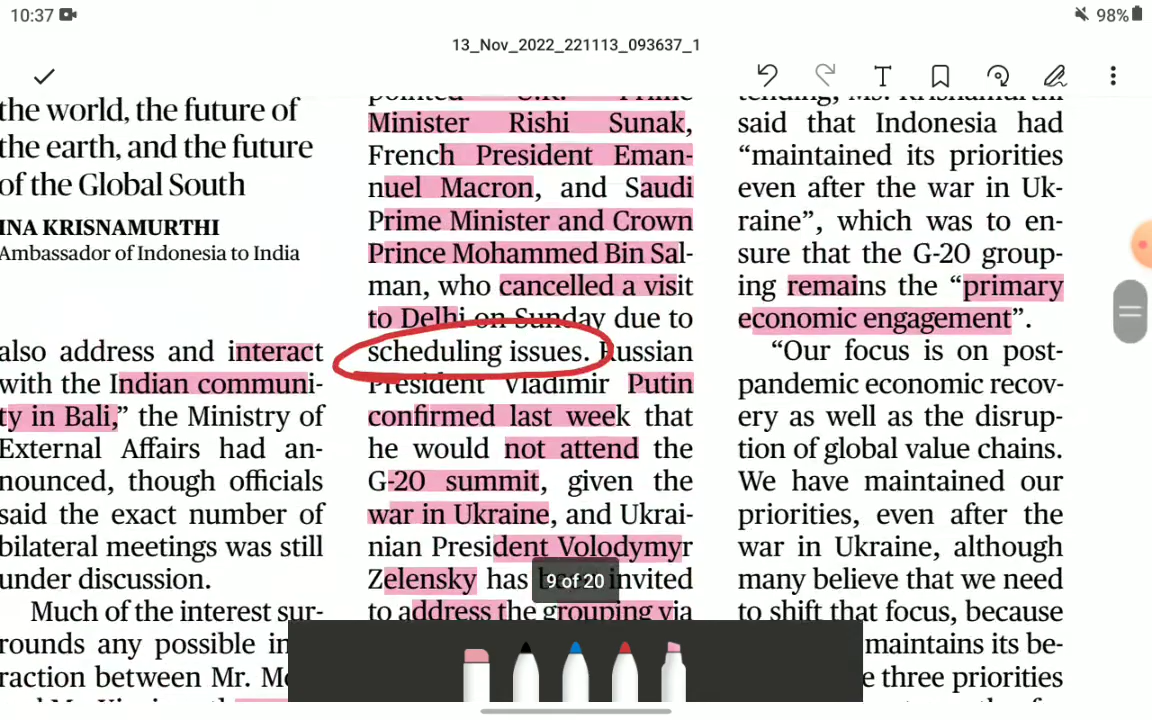 10:37
98%
13_Nov_2022_221113_093637_1
the world, the future of
the earth, and the future
of the Global South
INA KRISNAMURTHI
Ambassador of Indonesia to India
also address and interact
with the Indian communi-
ty in Bali,” the Ministry of
External Affairs had an-
nounced, though officials
said the exact number of
bilateral meetings was still
under discussion.
Much of the interest sur-
rounds any possible in
raction between Mr. Mo
pointed U.K. Prime
Minister Rishi Sunak,
French President Eman-
nuel Macron, and Saudi
Prime Minister and Crown
Prince Mohammed Bin Sal-
man, who cancelled a visit
to Delhi on Sunday due to
scheduling issues. Russian
President Vladimir Putin
confirmed last week that
he would not attend the
G-20 summit, given the
war in Ukraine, and Ukrai-
nian President Volodymyr
Zelensky has invited
to address the grouping via
9 of 20
tending, Ms. Krishnamurthi
said that Indonesia had
“maintained its priorities
even after the war in Uk-
raine”, which was to en-
sure that the G-20 group-
ing remains the “primary
economic engagement”.
“Our focus is on post-
pandemic economic recov-
ery as well as the disrup-
tion of global value chains.
We have maintained our
priorities, even after the
war in Ukraine, although
many believe that we need
to shift that focus, because
maintains its be-
three priorities